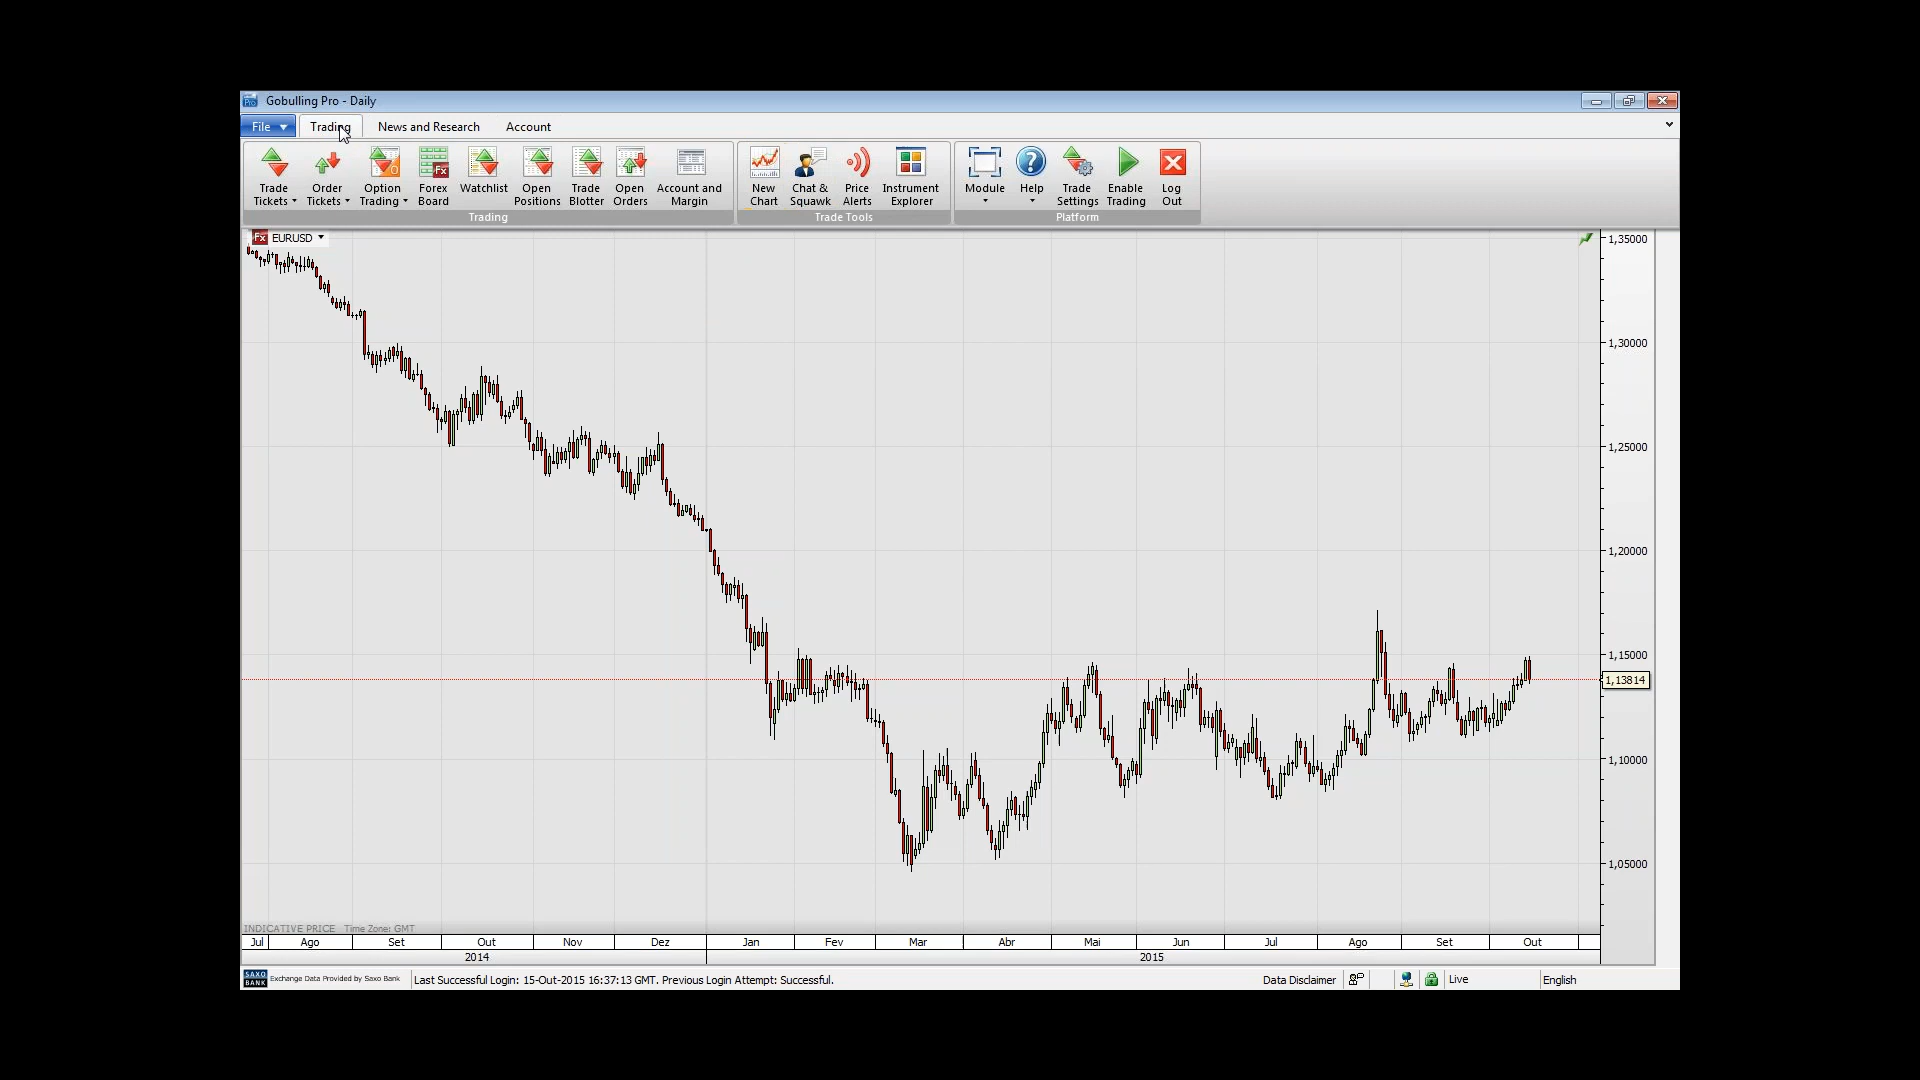 Gobulling Pro - Daily
File Trading News and Research Account
Trade Tickets
Order Tickets
Option Trading
Forex Board
Watchlist
Open Positions
Trade Blotter
Open Orders
Account and Margin
New Chart
Chat & Squawk
Price Alerts
Instrument Explorer
Module
Help
Trade Settings
Enable Trading
Log Out
Trading Trade Tools Platform
Fx EURUSD
1,35000
1,30000
1,25000
1,20000
1,15000
1,13814
1,10000
1,05000
INDICATIVE PRICE Time Zone: GMT
Jul Ago Set Out Nov Dez Jan Fev Mar Abr Mai Jun Jul Ago Set Out
2014 2015
SAXO BANK Exchange Data Provided by Saxo Bank Last Successful Login: 15-Out-2015 16:37:13 GMT. Previous Login Attempt: Successful. Data Disclaimer Live English